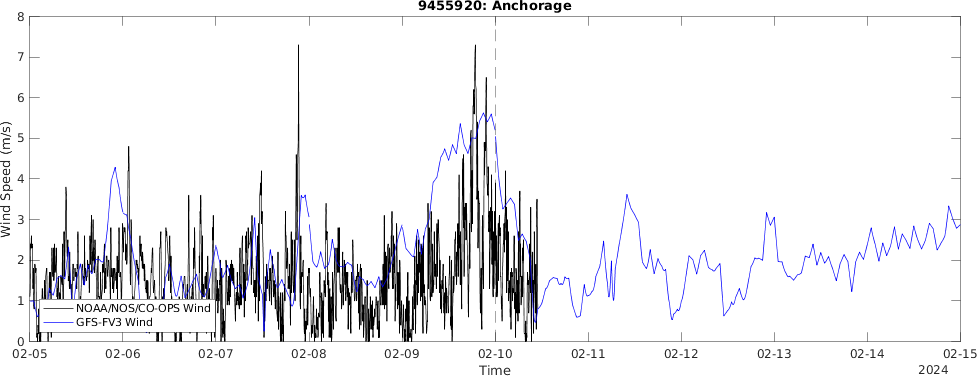 9455920: Anchorage
8
7
6
5
4
3
2
1
0
Wind Speed (m/s)
NOAA/NOS/CO-OPS Wind
GFS-FV3 Wind
02-05 02-06 02-07 02-08 02-09 02-10 02-11 02-12 02-13 02-14 02-15
Time
2024